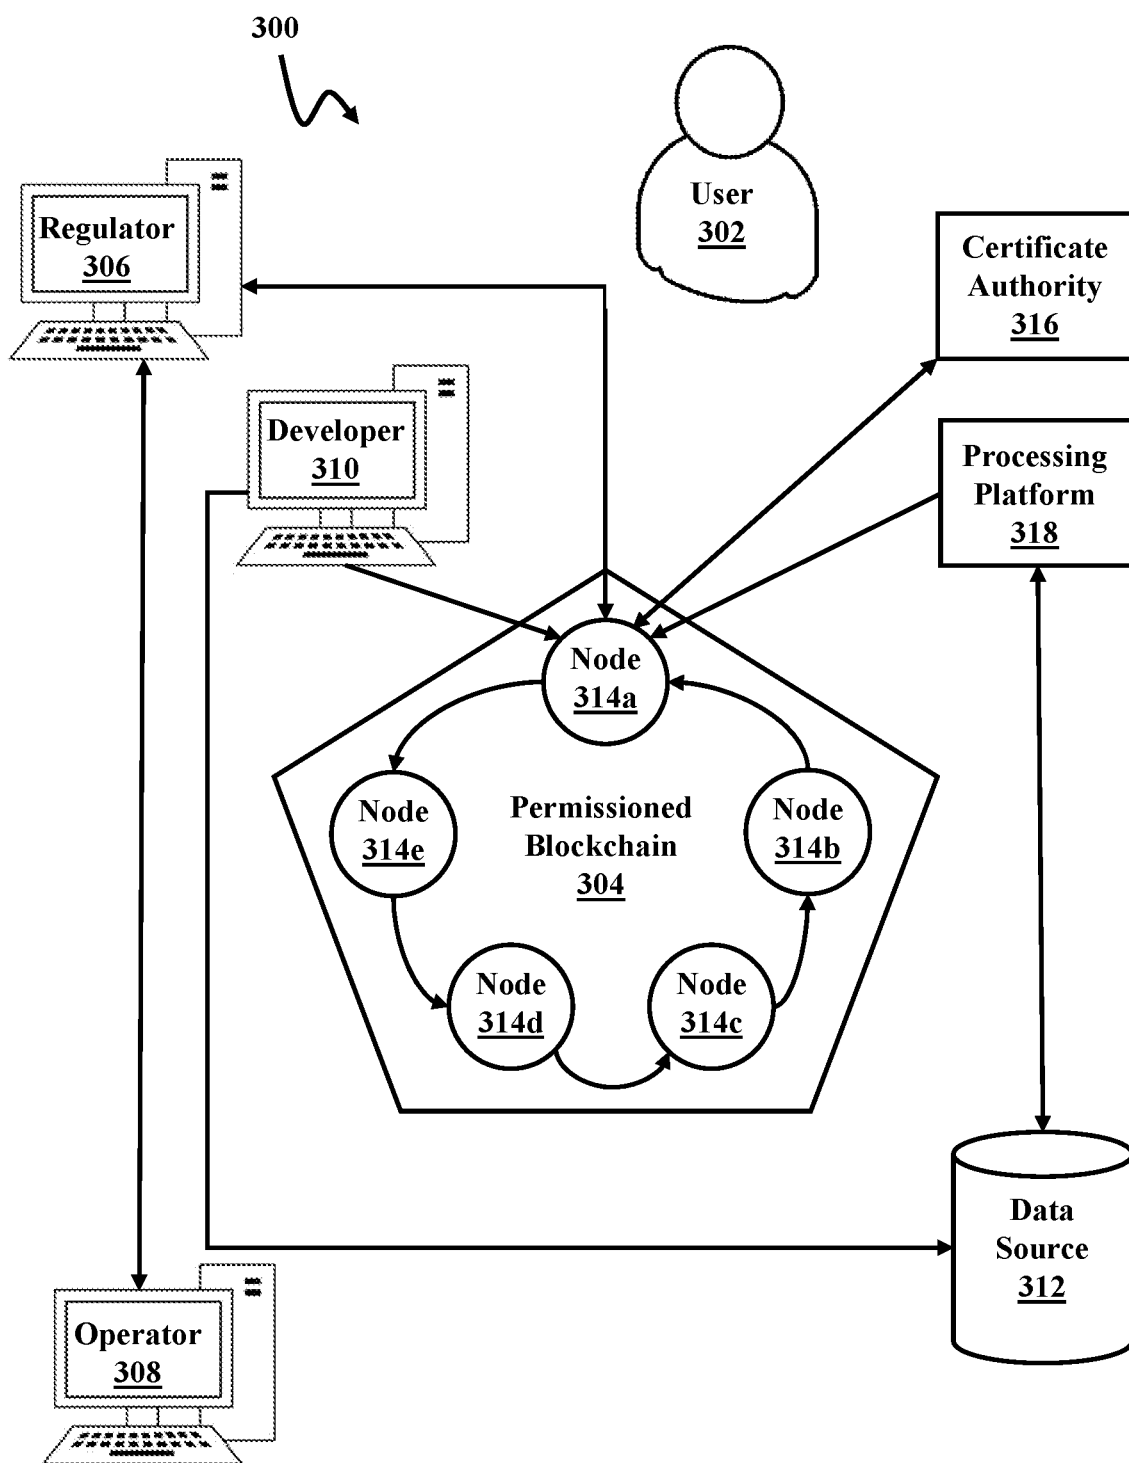 300
User
302
Regulator
306
Certificate
Authority
316
Developer
310
Processing
Platform
318
Node
314a
Node
314e
Permissioned
Blockchain
304
Node
314b
Node
314d
Node
314c
Data
Source
312
Operator
308